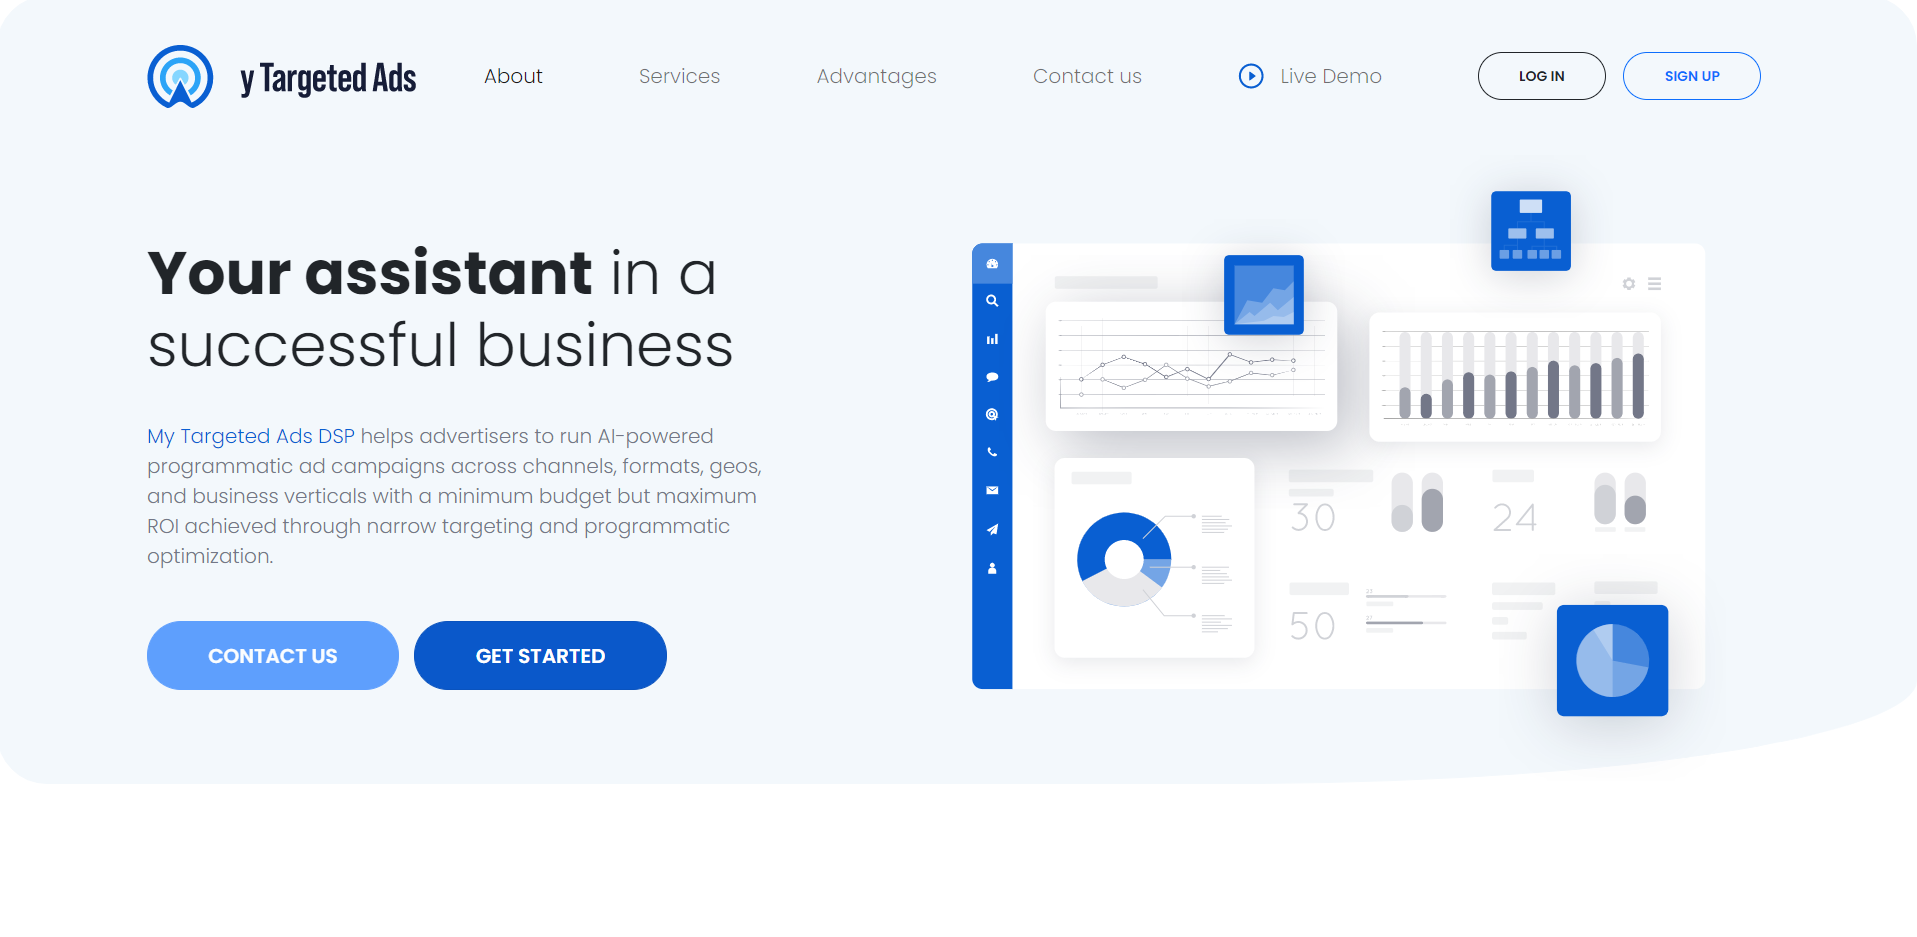 y Targeted Ads
About
Services
Advantages
Contact us
Live Demo
LOG IN
SIGN UP
Your assistant in a
successful business
My Targeted Ads DSP helps advertisers to run AI-powered
programmatic ad campaigns across channels, formats, geos,
and business verticals with a minimum budget but maximum
ROI achieved through narrow targeting and programmatic
optimization.
CONTACT US
GET STARTED
30
24
50